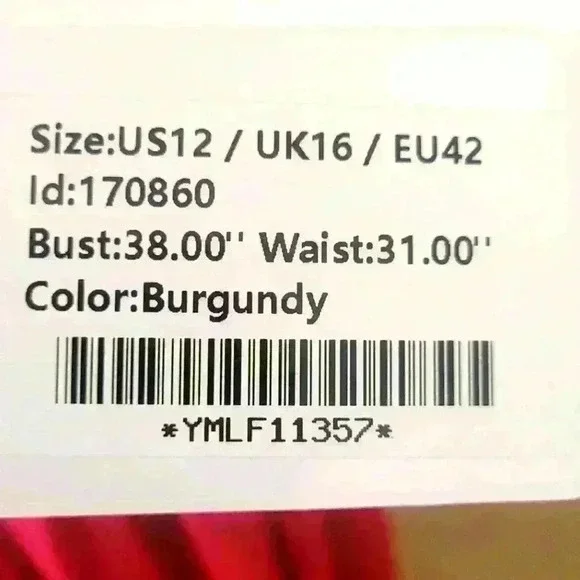 Size:US12 / UK16 / EU42
Id:170860
Bust:38.00'' Waist:31.00''
Color:Burgundy
*YMLF11357*